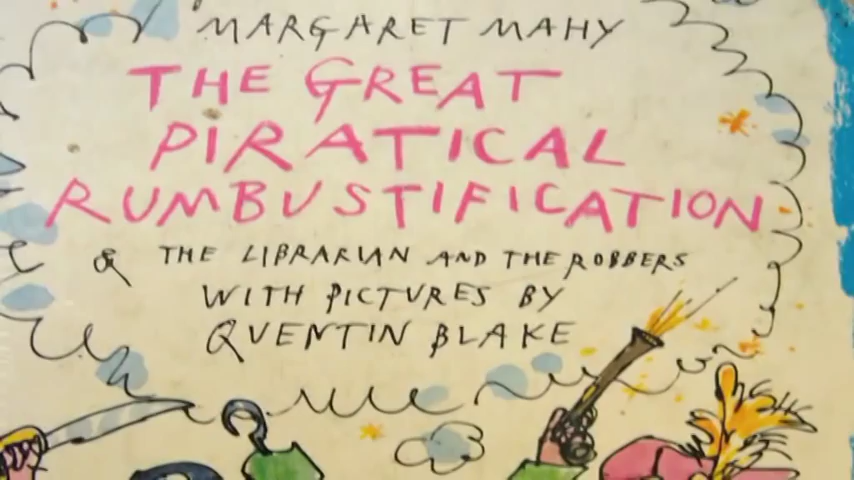 MARGARET MAHY
THE GREAT
PIRATICAL
RUMBUSTIFICATION
& THE LIBRARIAN AND THE ROBBERS
WITH PICTURES BY
QUENTIN BLAKE